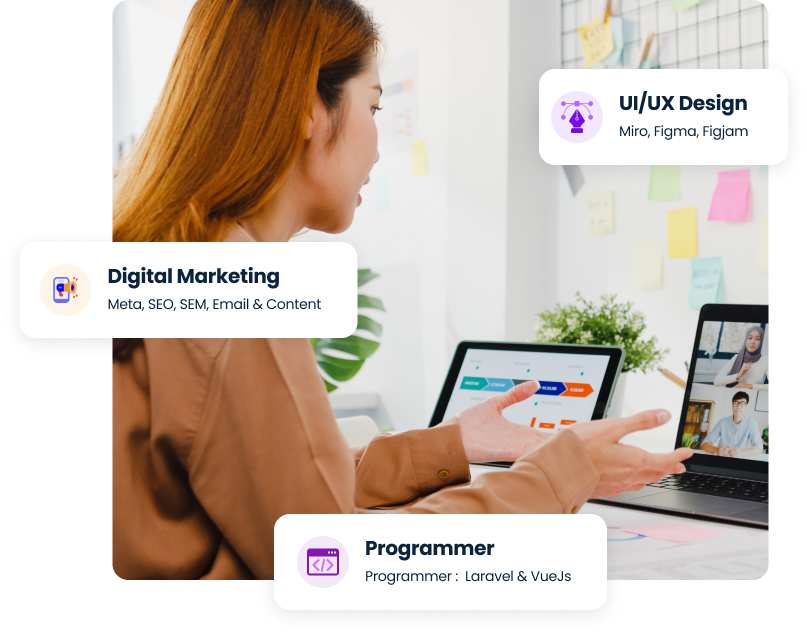 UI/UX Design
Miro, Figma, Figjam
Digital Marketing
Meta, SEO, SEM, Email & Content
Programmer
Programmer : Laravel & VueJs